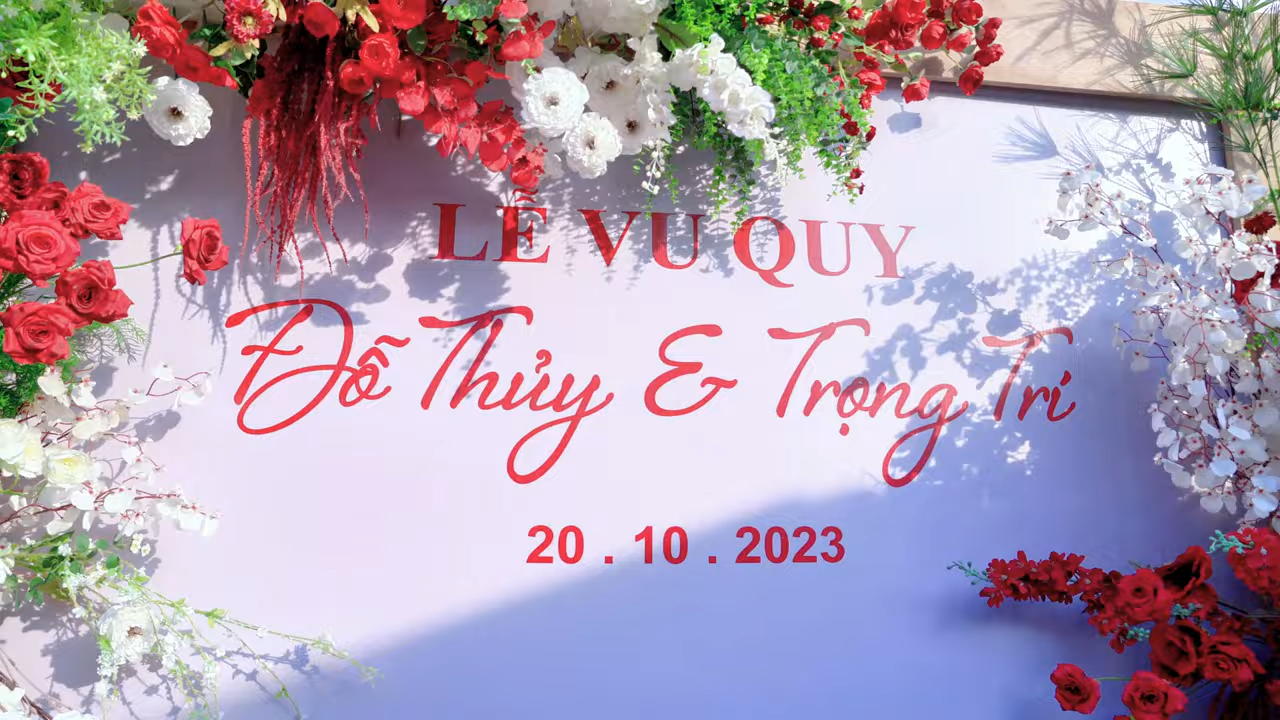 LỄ VU QUY
Đỗ Thủy & Trọng Trí
20 . 10 . 2023